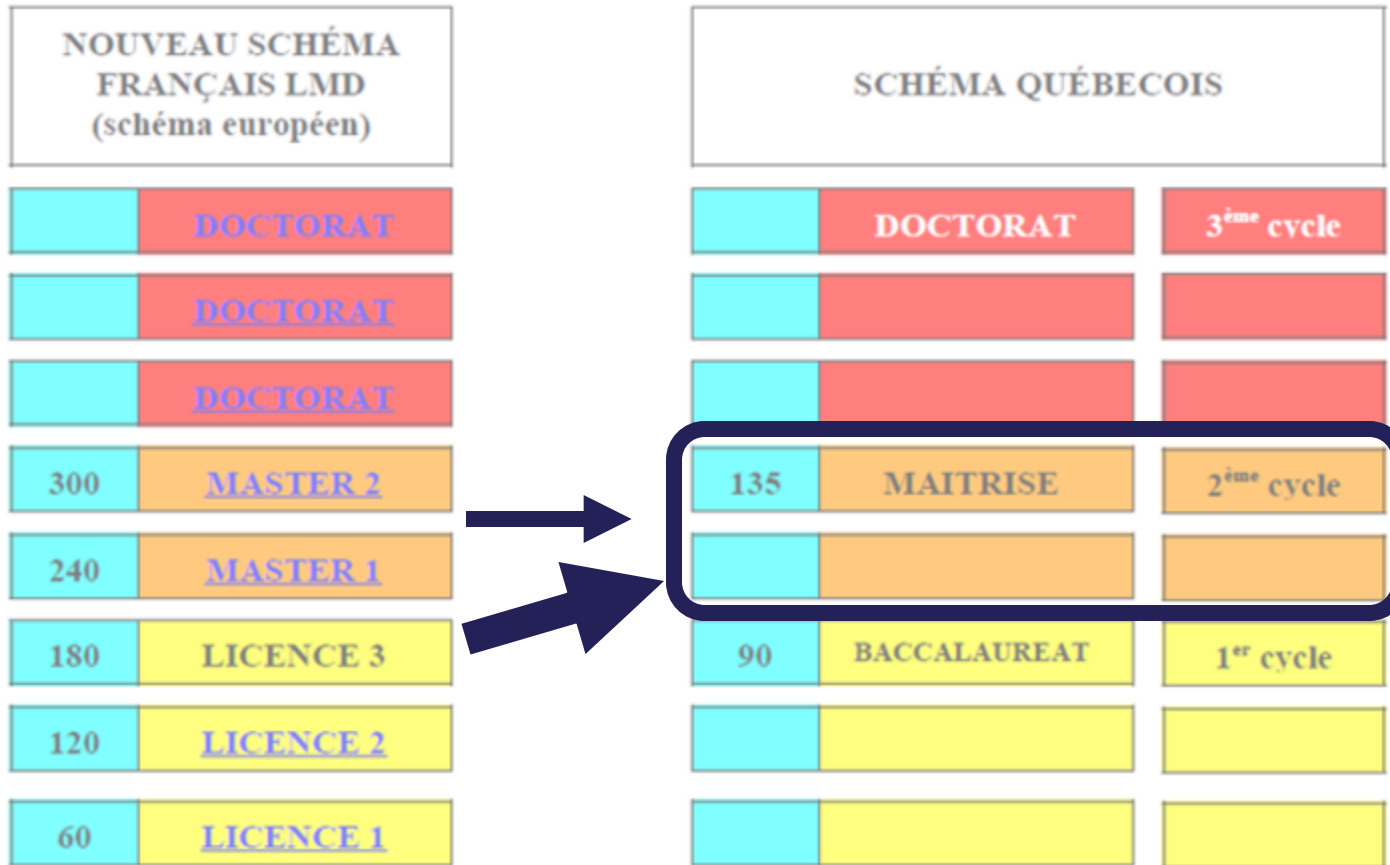 NOUVEAU SCHÉMA
FRANÇAIS LMD
(schéma européen)
SCHÉMA QUÉBECOIS
DOCTORAT
DOCTORAT
3ème cycle
DOCTORAT
DOCTORAT
300
MASTER 2
135
MAITRISE
2ème cycle
240
MASTER 1
180
LICENCE 3
90
BACCALAUREAT
1er cycle
120
LICENCE 2
60
LICENCE 1